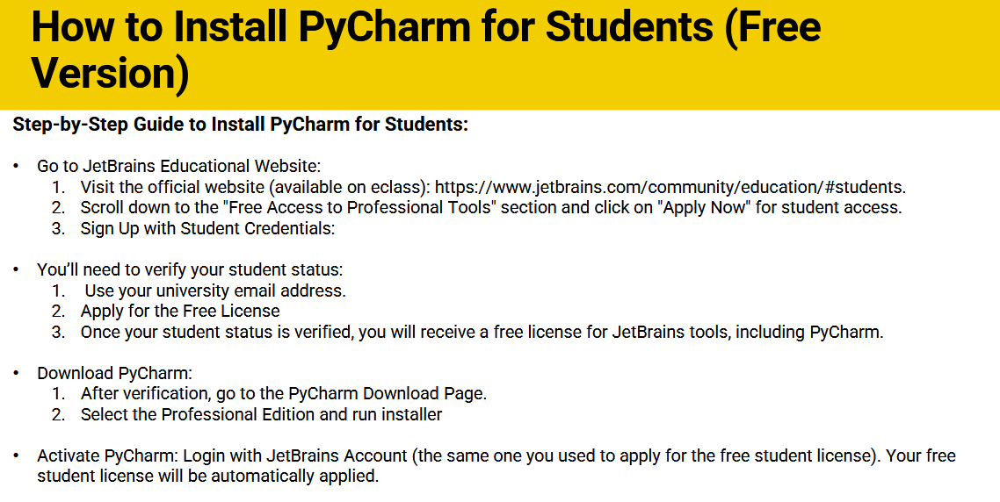 How to Install PyCharm for Students (Free
Version)
Step-by-Step Guide to Install PyCharm for Students:
• Go to JetBrains Educational Website:
1. Visit the official website (available on eclass): https://www.jetbrains.com/community/education/#students.
2. Scroll down to the "Free Access to Professional Tools" section and click on "Apply Now" for student access.
3. Sign Up with Student Credentials:
• You’ll need to verify your student status:
1. Use your university email address.
2. Apply for the Free License
3. Once your student status is verified, you will receive a free license for JetBrains tools, including PyCharm.
• Download PyCharm:
1. After verification, go to the PyCharm Download Page.
2. Select the Professional Edition and run installer
• Activate PyCharm: Login with JetBrains Account (the same one you used to apply for the free student license). Your free
student license will be automatically applied.